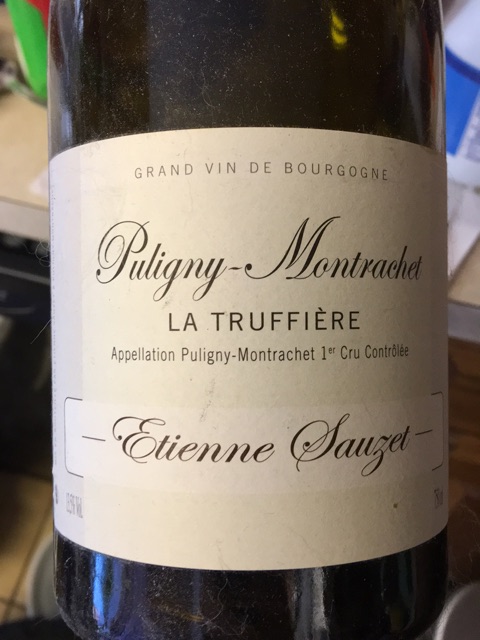 GRAND VIN DE BOURGOGNE
Puligny-Montrachet
LA TRUFFIÈRE
Appellation Puligny-Montrachet 1er Cru Contrôlée
Etienne Sauzet